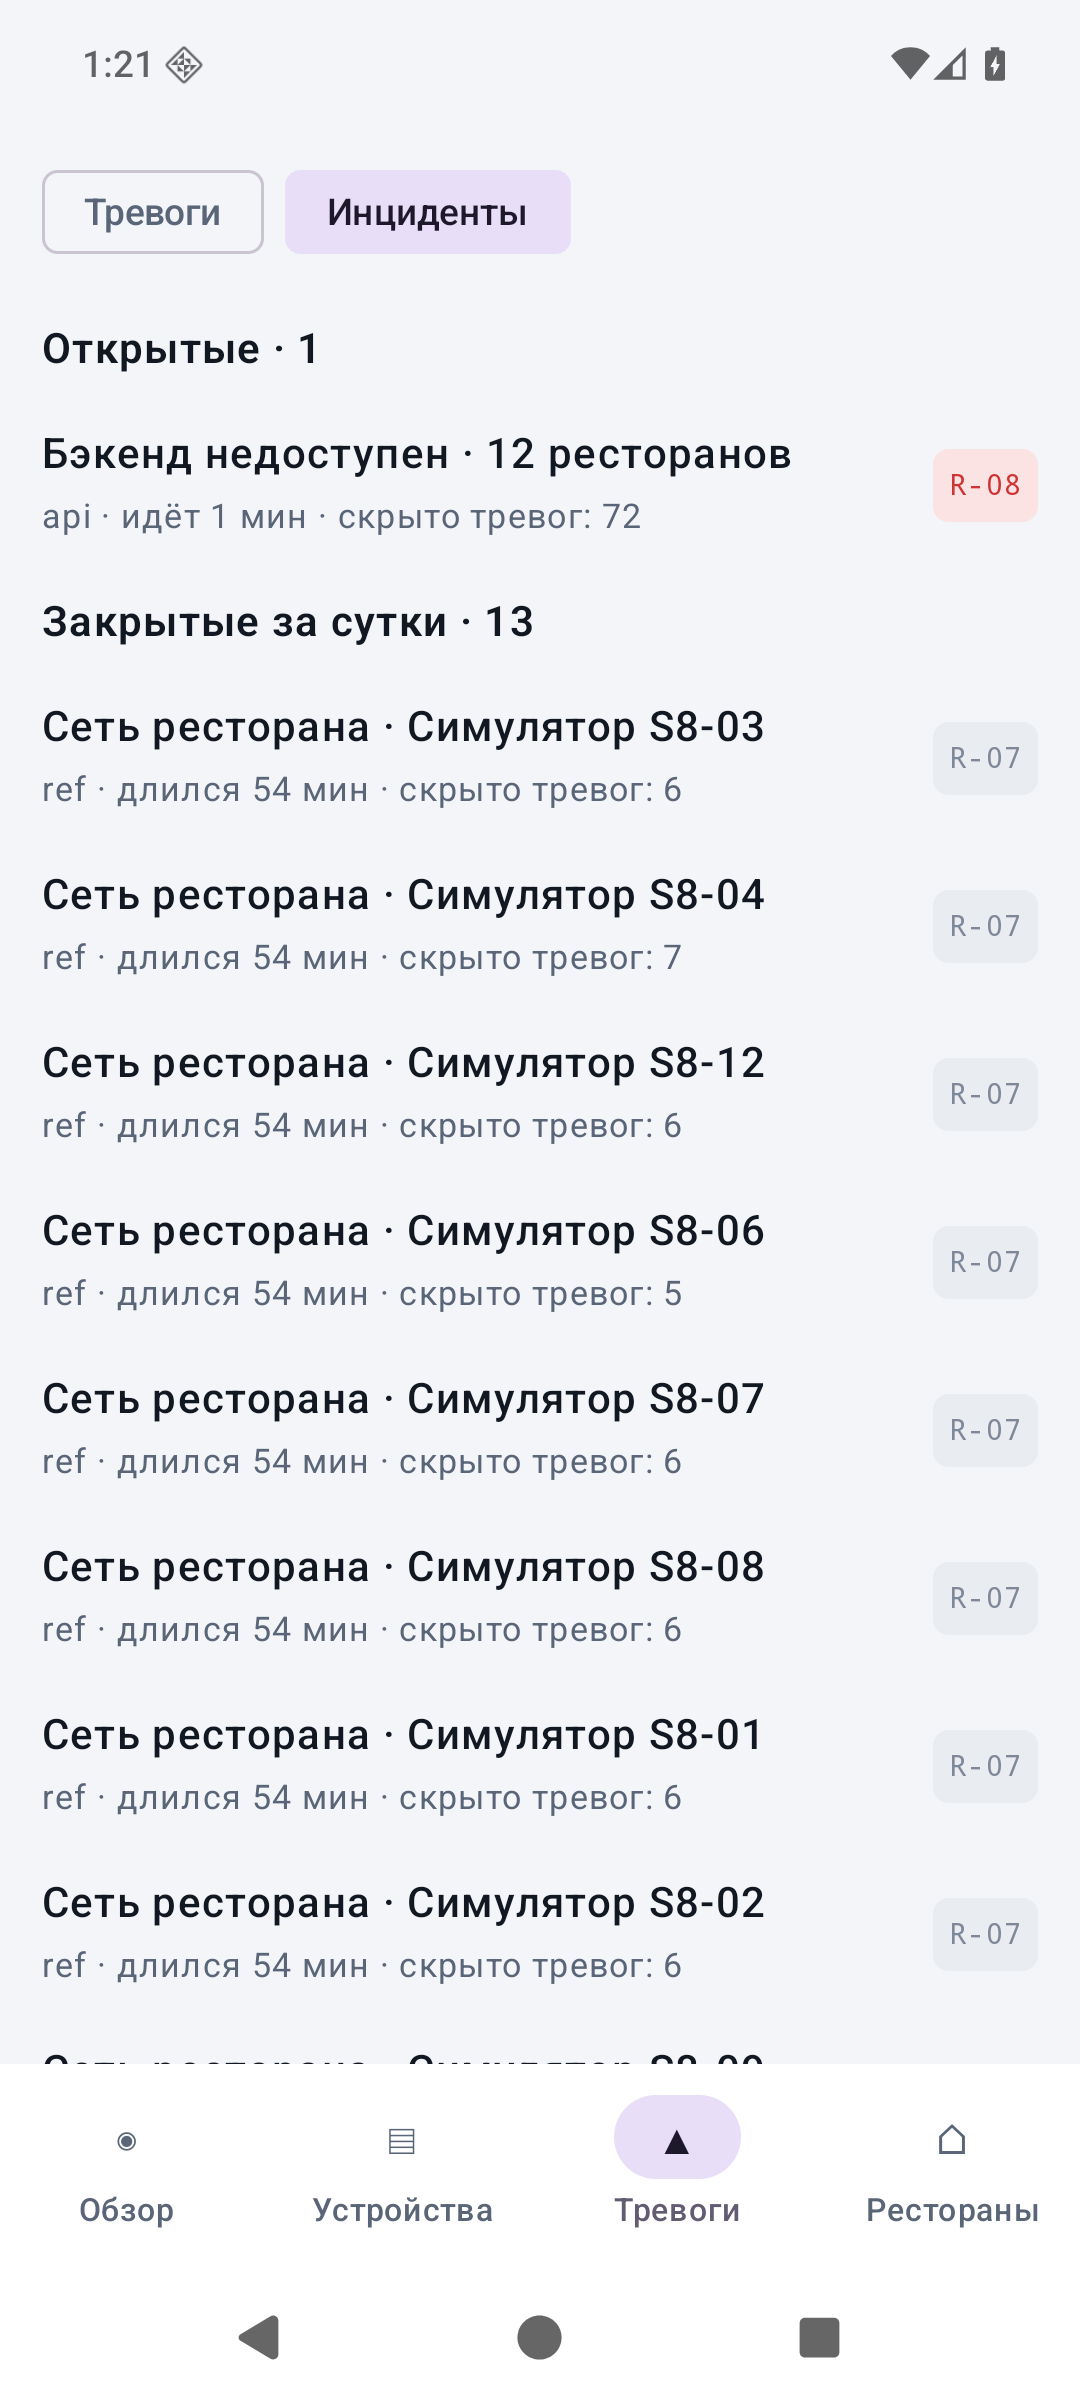 1:21
Тревоги
Инциденты
Открытые · 1
Бэкенд недоступен · 12 ресторанов
api · идёт 1 мин · скрыто тревог: 72
R-08
Закрытые за сутки · 13
Сеть ресторана · Симулятор S8-03
ref · длился 54 мин · скрыто тревог: 6
R-07
Сеть ресторана · Симулятор S8-04
ref · длился 54 мин · скрыто тревог: 7
R-07
Сеть ресторана · Симулятор S8-12
ref · длился 54 мин · скрыто тревог: 6
R-07
Сеть ресторана · Симулятор S8-06
ref · длился 54 мин · скрыто тревог: 5
R-07
Сеть ресторана · Симулятор S8-07
ref · длился 54 мин · скрыто тревог: 6
R-07
Сеть ресторана · Симулятор S8-08
ref · длился 54 мин · скрыто тревог: 6
R-07
Сеть ресторана · Симулятор S8-01
ref · длился 54 мин · скрыто тревог: 6
R-07
Сеть ресторана · Симулятор S8-02
ref · длился 54 мин · скрыто тревог: 6
R-07
Обзор
Устройства
Тревоги
Рестораны